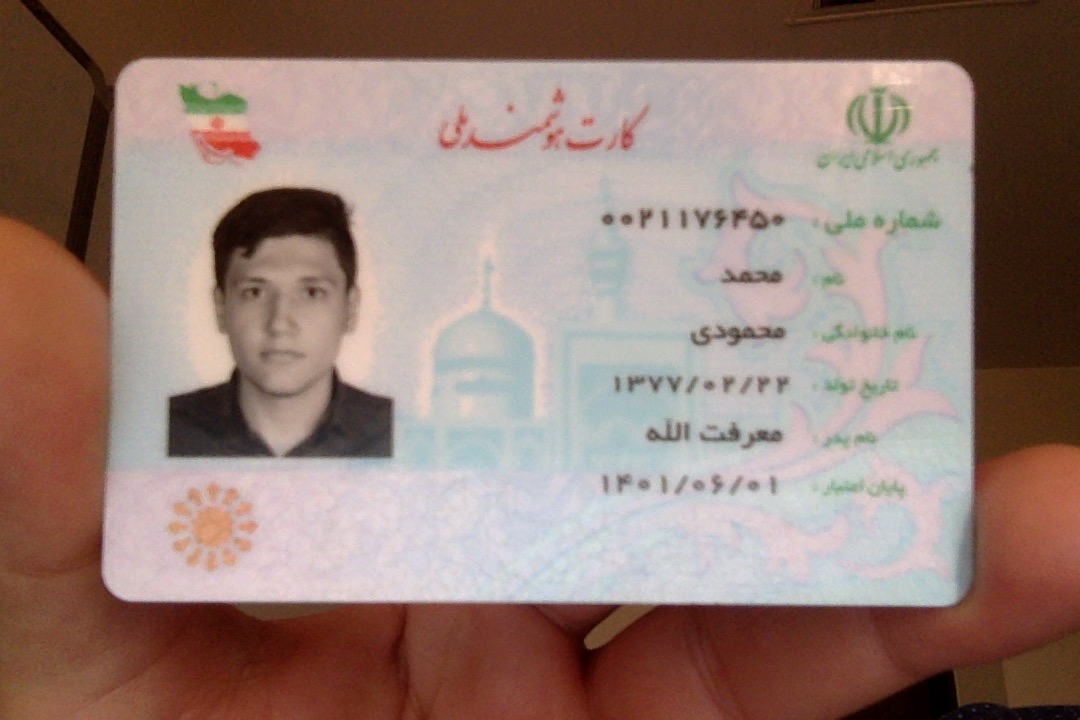 کارت هوشمند ملی
جمهوری اسلامی ایران
شماره ملی: ۰۰۲۱۱۷۶۴۵۰
نام: محمد
نام خانوادگی: محمودی
تاریخ تولد: ۱۳۷۷/۰۲/۲۲
نام پدر: معرفت الله
پایان اعتبار: ۱۴۰۱/۰۶/۰۱